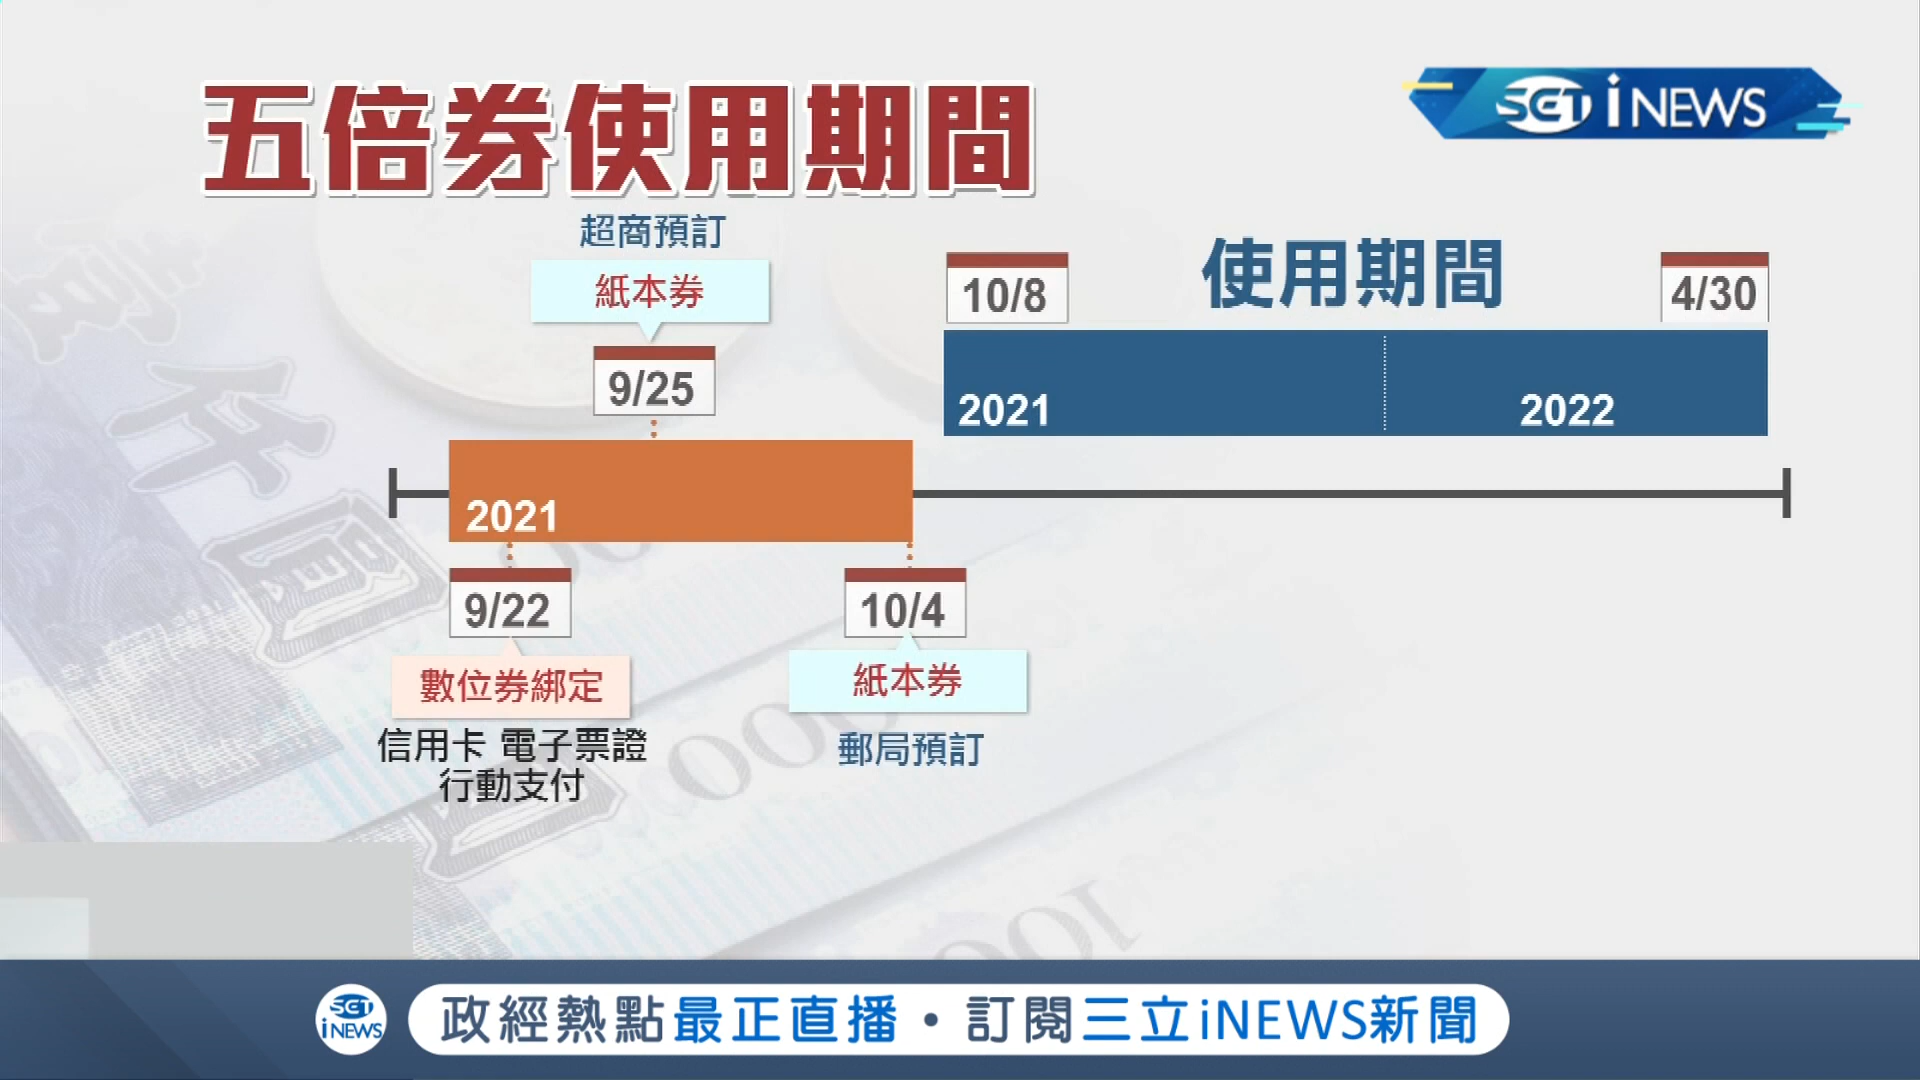 五倍券使用期間
SET iNEWS
超商預訂
紙本券
9/25
使用期間
10/8
4/30
2021
2022
2021
9/22
數位券綁定
信用卡 電子票證
行動支付
10/4
紙本券
郵局預訂
SET iNEWS
政經熱點最正直播・訂閱三立iNEWS新聞